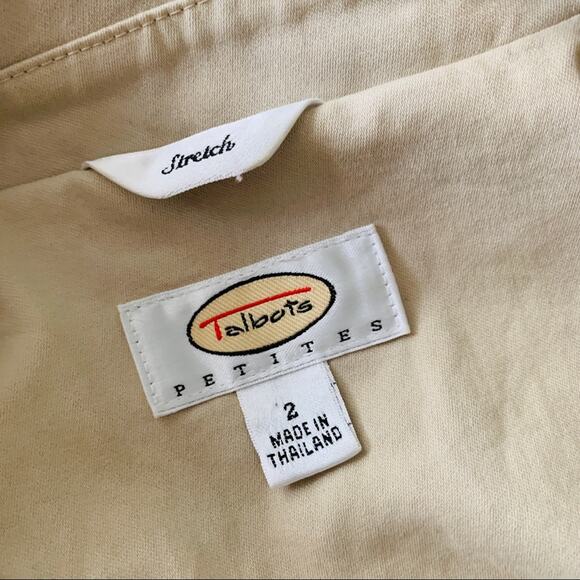 Stretch
Talbots
PETITES
2
MADE IN
THAILAND